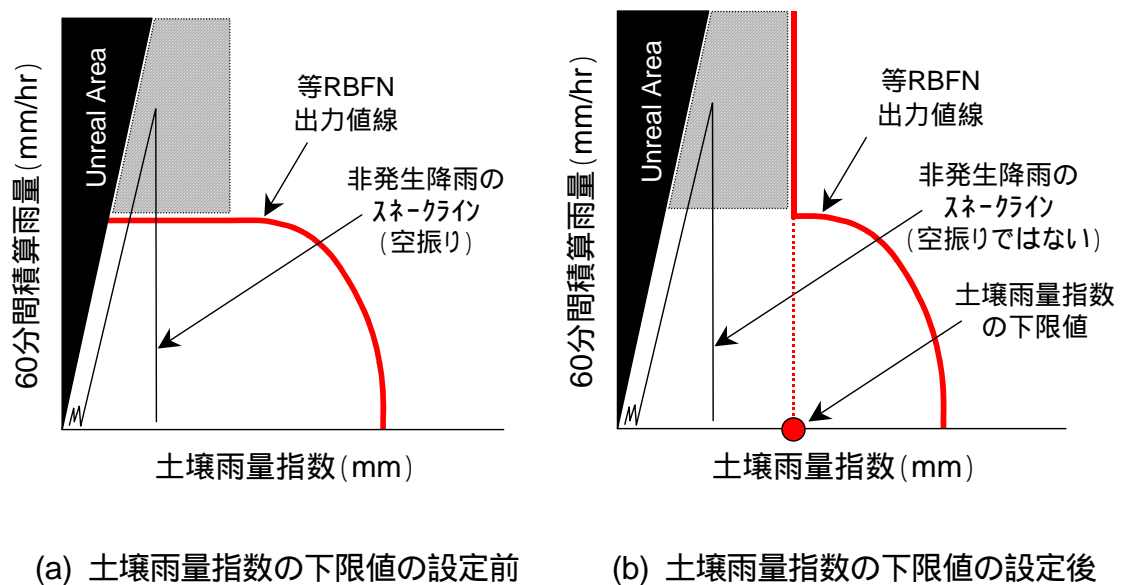 60分間積算雨量(mm/hr)
Unreal Area
等RBFN
出力値線
非発生降雨の
スネークライン
(空振り)
土壌雨量指数(mm)
(a) 土壌雨量指数の下限値の設定前
60分間積算雨量(mm/hr)
Unreal Area
等RBFN
出力値線
非発生降雨の
スネークライン
(空振りではない)
土壌雨量指数
の下限値
土壌雨量指数(mm)
(b) 土壌雨量指数の下限値の設定後